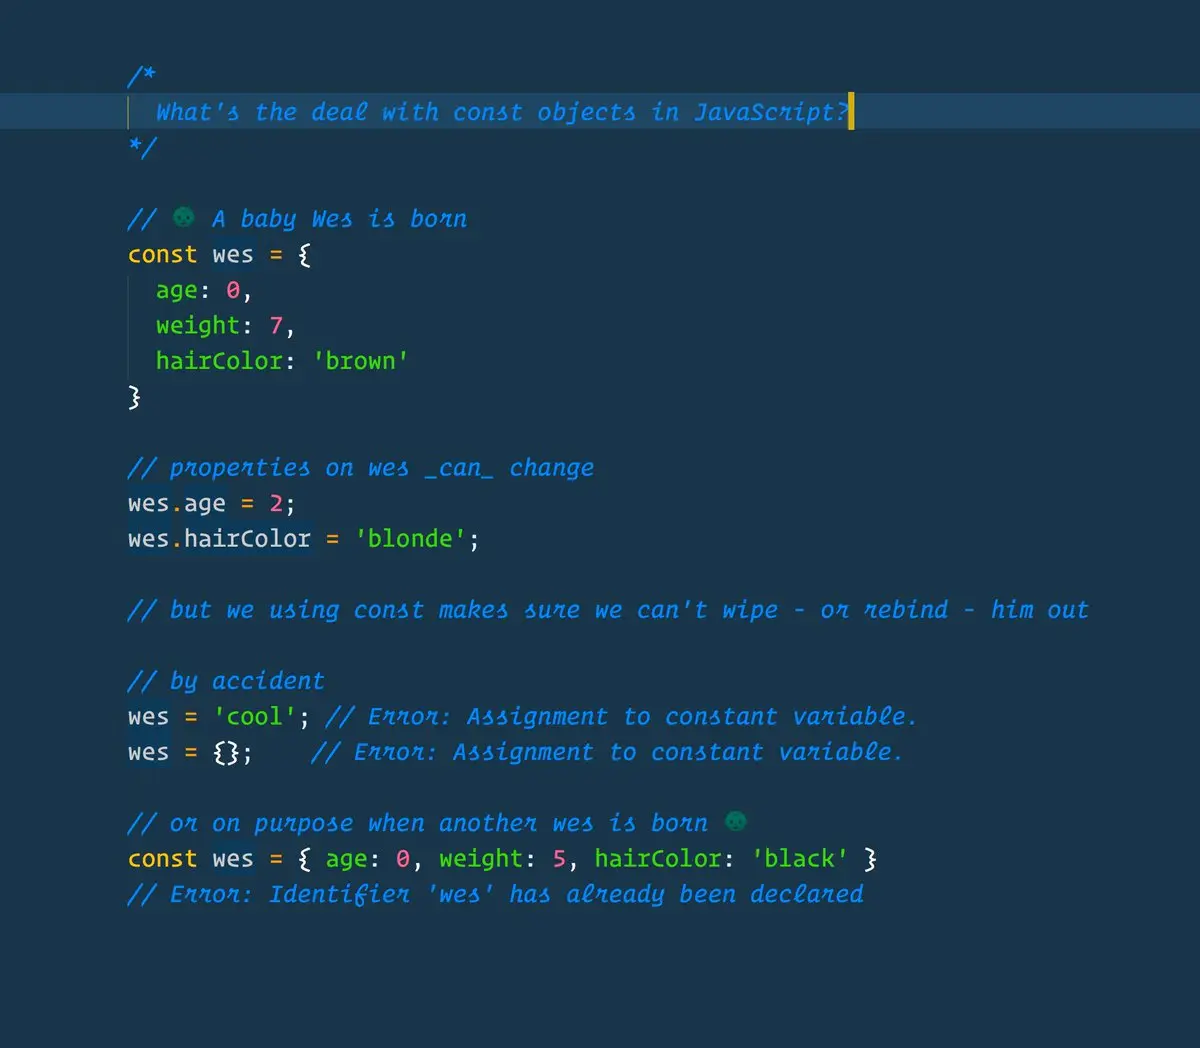 /*
What's the deal with const objects in JavaScript?
*/
// 👶 A baby Wes is born
const wes = {
age: 0,
weight: 7,
hairColor: 'brown'
}
// properties on wes _can_ change
wes.age = 2;
wes.hairColor = 'blonde';
// but we using const makes sure we can't wipe - or rebind - him out
// by accident
wes = 'cool'; // Error: Assignment to constant variable.
wes = {}; // Error: Assignment to constant variable.
// or on purpose when another wes is born 👶
const wes = { age: 0, weight: 5, hairColor: 'black' }
// Error: Identifier 'wes' has already been declared